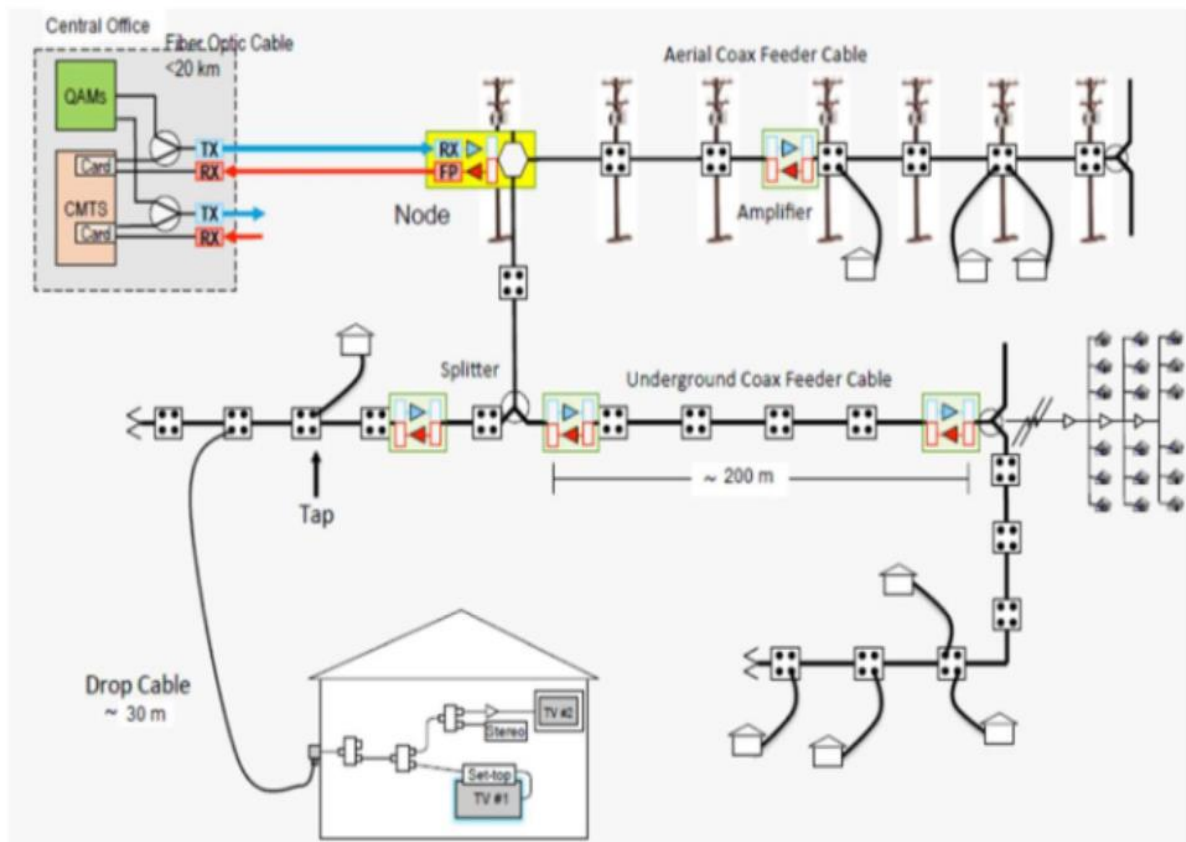 Central Office
Fiber Optic Cable
<20 km
QAMs
Card
CMTS
Card
TX
RX
TX
RX
RX
FP
Node
Aerial Coax Feeder Cable
Amplifier
Splitter
Underground Coax Feeder Cable
~ 200 m
Tap
Drop Cable
~ 30 m
TV #2
Stereo
Set-top
TV #1